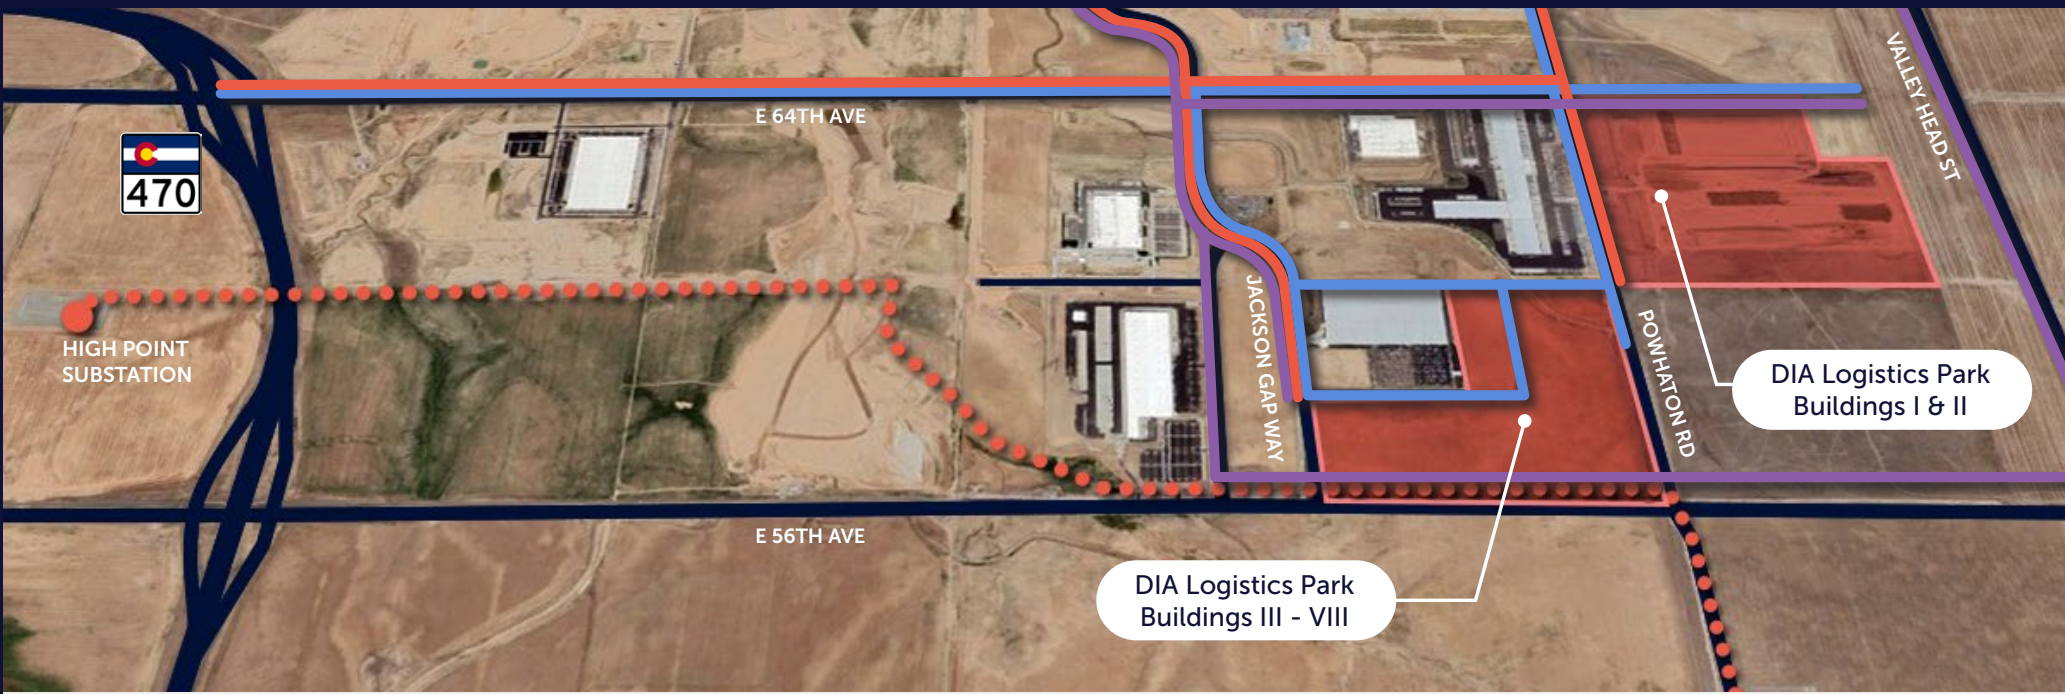 E 64TH AVE
470
VALLEY HEAD ST
HIGH POINT
SUBSTATION
JACKSON GAP WAY
POWHATON RD
DIA Logistics Park
Buildings I & II
E 56TH AVE
DIA Logistics Park
Buildings III - VIII